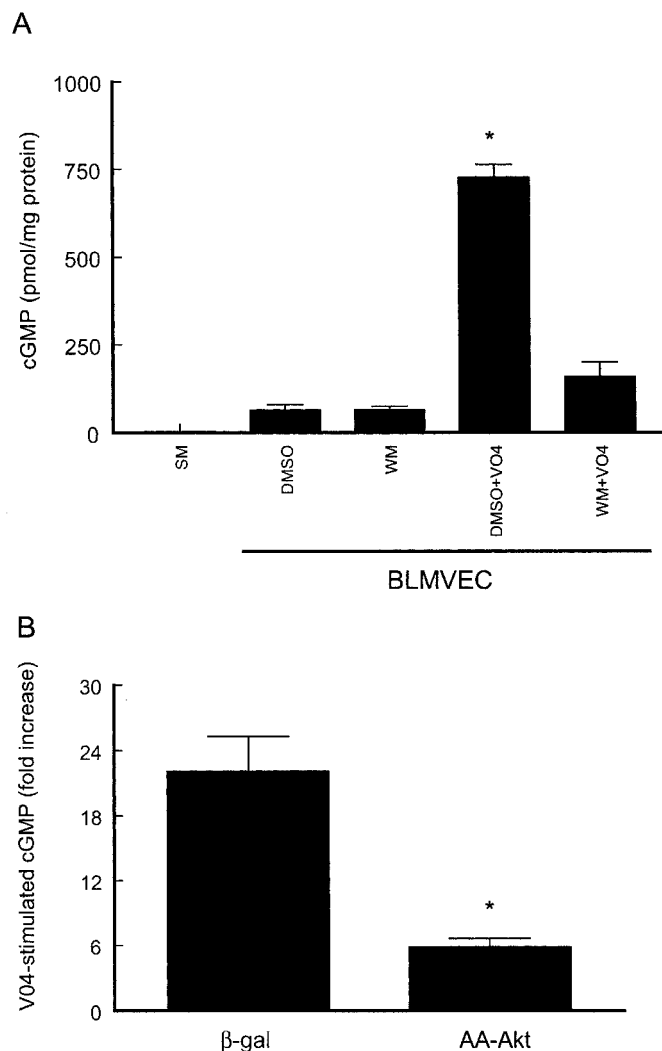 A
cGMP (pmol/mg protein)
1000
750
500
250
0
*
SM
DMSO
WM
DMSO+VO4
WM+VO4
BLMVEC
B
V04-stimulated cGMP (fold increase)
30
24
18
12
6
0
*
β-gal
AA-Akt